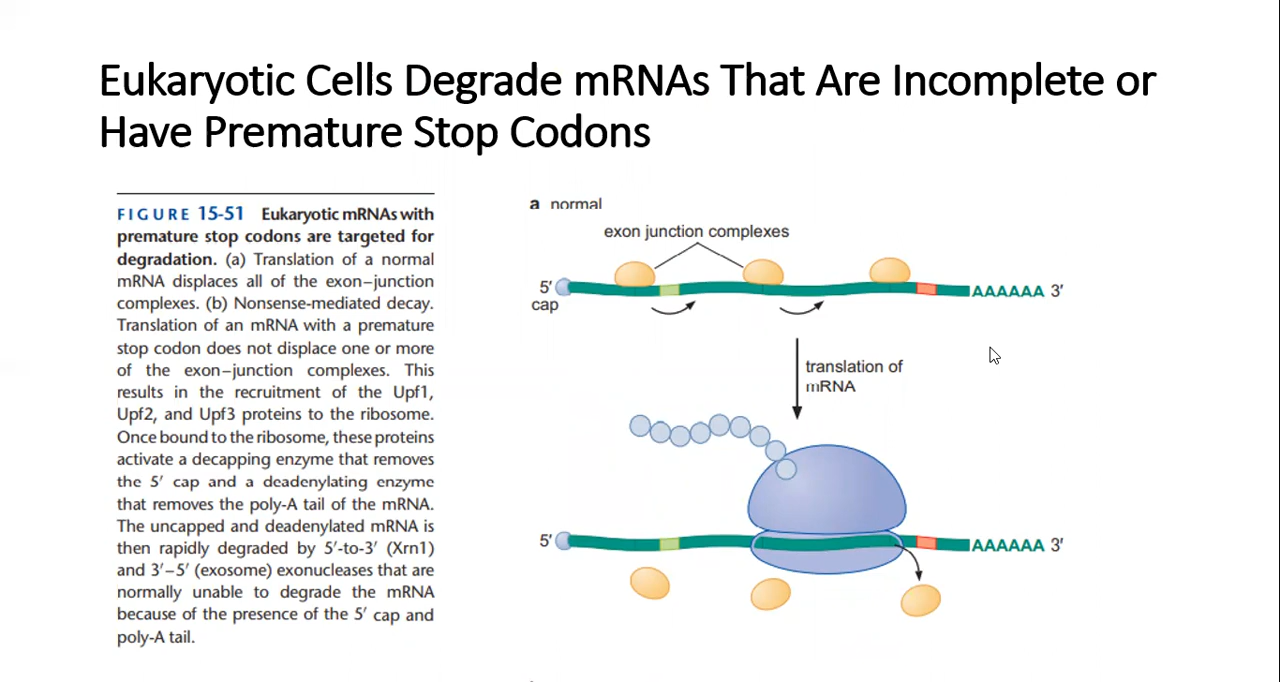 Eukaryotic Cells Degrade mRNAs That Are Incomplete or
Have Premature Stop Codons
FIGURE 15-51 Eukaryotic mRNAs with
premature stop codons are targeted for
degradation. (a) Translation of a normal
mRNA displaces all of the exon–junction
complexes. (b) Nonsense-mediated decay.
Translation of an mRNA with a premature
stop codon does not displace one or more
of the exon–junction complexes. This
results in the recruitment of the Upf1,
Upf2, and Upf3 proteins to the ribosome.
Once bound to the ribosome, these proteins
activate a decapping enzyme that removes
the 5′ cap and a deadenylating enzyme
that removes the poly-A tail of the mRNA.
The uncapped and deadenylated mRNA is
then rapidly degraded by 5′-to-3′ (Xrn1)
and 3′–5′ (exosome) exonucleases that are
normally unable to degrade the mRNA
because of the presence of the 5′ cap and
poly-A tail.
a normal
exon junction complexes
5′ AAAAAA 3′
cap
translation of
mRNA
5′ AAAAAA 3′